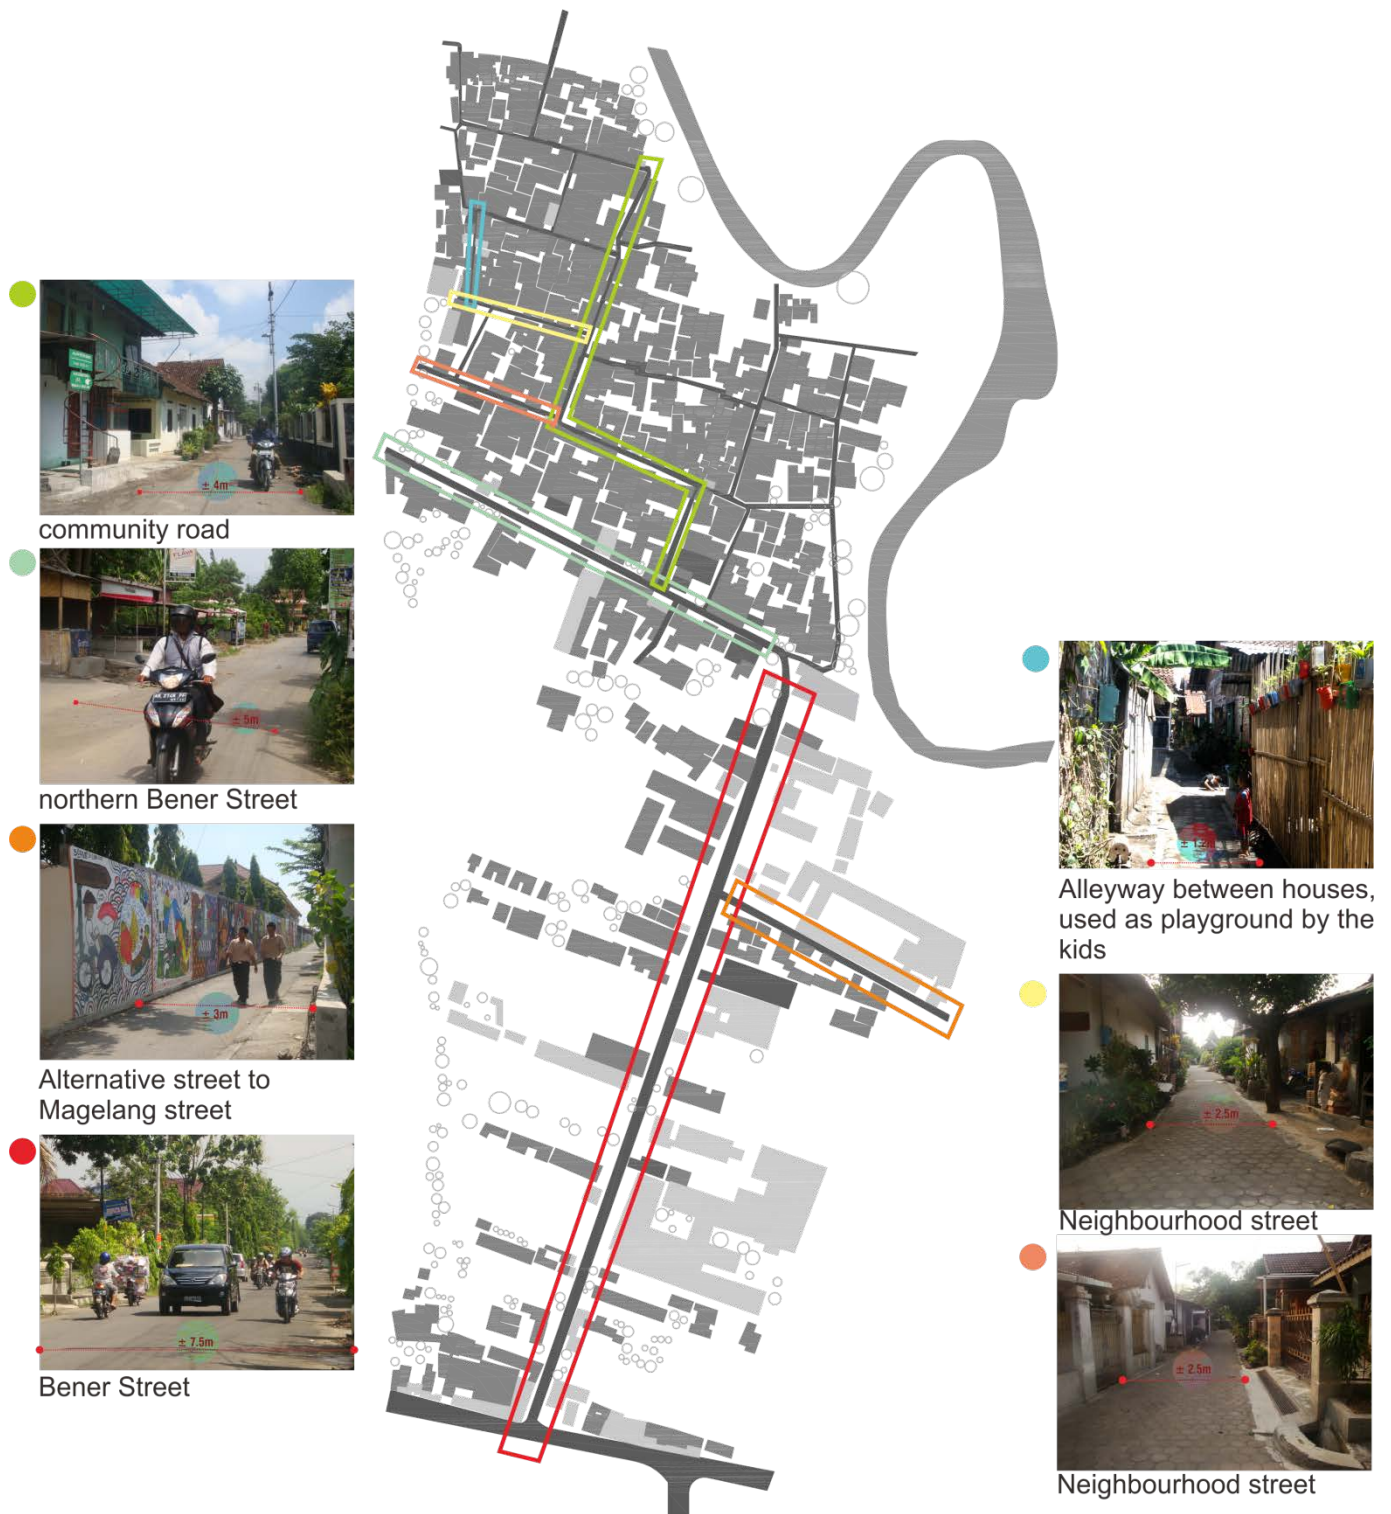 ± 4m
community road
± 5m
northern Bener Street
± 3m
Alternative street to
Magelang street
± 7.5m
Bener Street
Alleyway between houses,
used as playground by the
kids
± 2.5m
Neighbourhood street
± 2.5m
Neighbourhood street